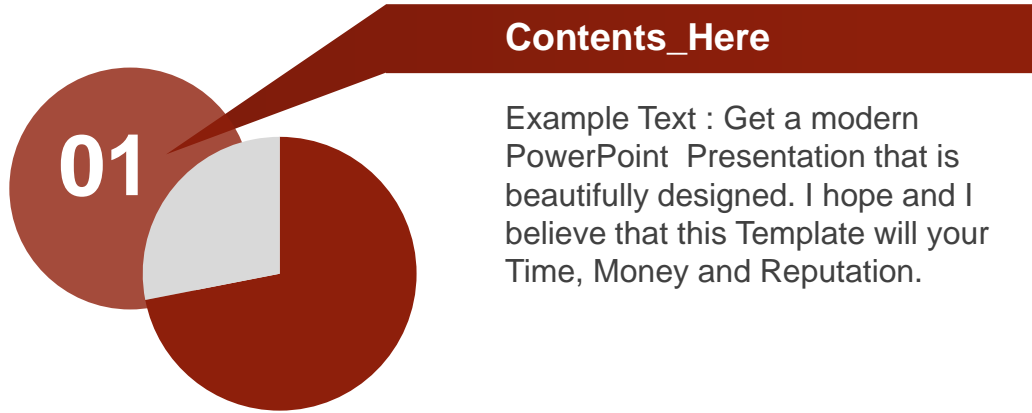 Contents_Here
01
Example Text : Get a modern
PowerPoint  Presentation that is
beautifully designed. I hope and I
believe that this Template will your
Time, Money and Reputation.